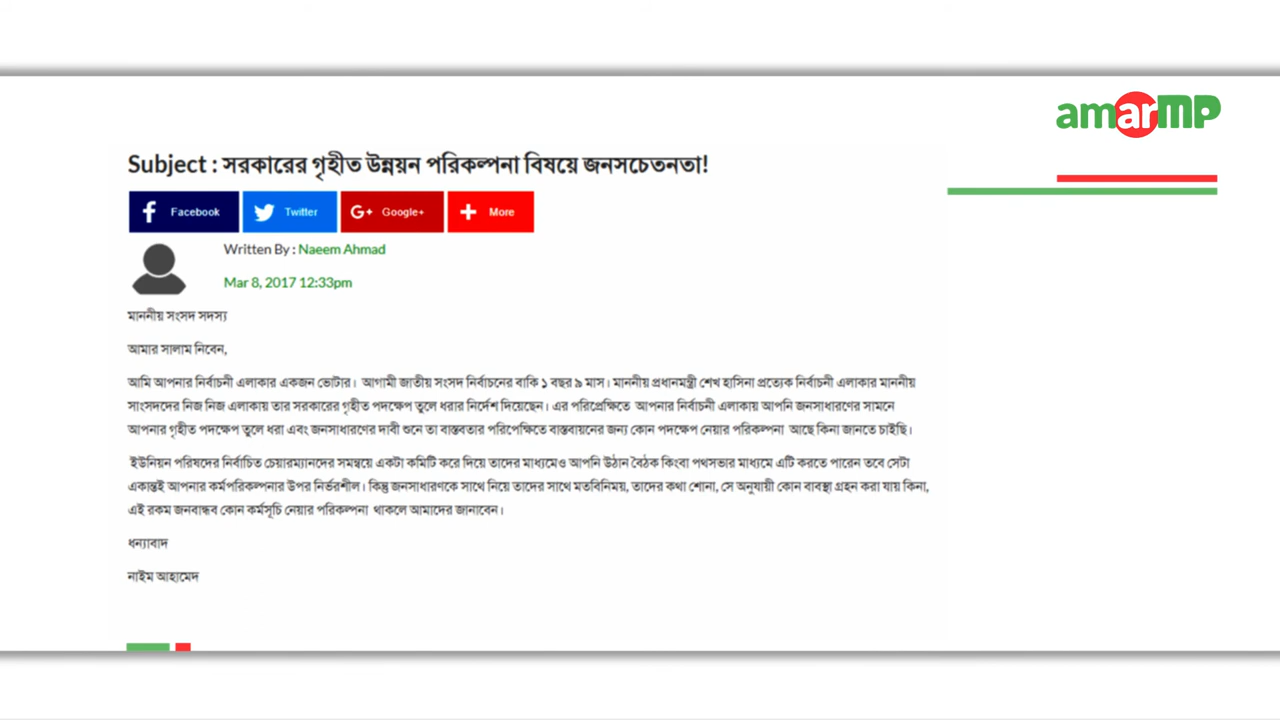 amarMP
Subject : সরকারের গৃহীত উন্নয়ন পরিকল্পনা বিষয়ে জনসচেতনতা!
Facebook Twitter Google+ More
Written By : Naeem Ahmad
Mar 8, 2017 12:33pm
মাননীয় সংসদ সদস্য
আমার সালাম নিবেন,
আমি আপনার নির্বাচনী এলাকার একজন ভোটার। আগামী জাতীয় সংসদ নির্বাচনের বাকি ১ বছর ৯ মাস। মাননীয় প্রধানমন্ত্রী শেখ হাসিনা প্রত্যেক নির্বাচনী এলাকার মাননীয়
সাংসদদের নিজ নিজ এলাকায় তার সরকারের গৃহীত পদক্ষেপ তুলে ধরার নির্দেশ দিয়েছেন। এর পরিপ্রেক্ষিতে আপনার নির্বাচনী এলাকায় আপনি জনসাধারণের সামনে
আপনার গৃহীত পদক্ষেপ তুলে ধরা এবং জনসাধারণের দাবী শুনে তা বাস্তবতার পরিপেক্ষিতে বাস্তবায়নের জন্য কোন পদক্ষেপ নেয়ার পরিকল্পনা আছে কিনা জানতে চাইছি।
ইউনিয়ন পরিষদের নির্বাচিত চেয়ারম্যানদের সমন্বয়ে একটা কমিটি করে দিয়ে তাদের মাধ্যমেও আপনি উঠান বৈঠক কিংবা পথসভার মাধ্যমে এটি করতে পারেন তবে সেটা
একান্তই আপনার কর্মপরিকল্পনার উপর নির্ভরশীল। কিন্তু জনসাধারণকে সাথে নিয়ে তাদের সাথে মতবিনিময়, তাদের কথা শোনা, সে অনুযায়ী কোন ব্যবস্থা গ্রহন করা যায় কিনা,
এই রকম জনবান্ধব কোন কর্মসূচি নেয়ার পরিকল্পনা থাকলে আমাদের জানাবেন।
ধন্যাবাদ
নাইম আহামেদ